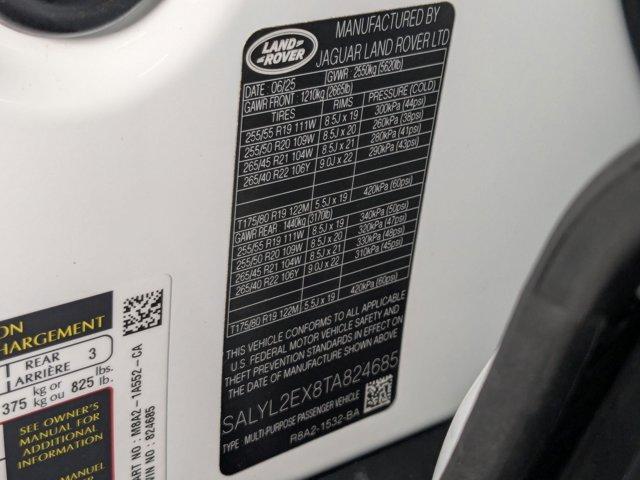 MANUFACTURED BY
LAND ROVER
JAGUAR LAND ROVER LTD
DATE: 06/25 GVWR 2550kg (5620lb)
GAWR FRONT : 1210kg (2665lb)
TIRES RIMS PRESSURE (COLD)
255/55 R19 111W 8.5J x 19 300kPa (44psi)
255/50 R20 109W 8.5J x 20 260kPa (38psi)
265/45 R21 104W 8.5J x 21 280kPa (41psi)
265/40 R22 106Y 9.0J x 22 290kPa (43psi)
T175/80 R19 122M 5.5J x 19 420kPa (60psi)
GAWR REAR 1440kg (3170lb)
255/55 R19 111W 8.5J x 19 340kPa (50psi)
255/50 R20 109W 8.5J x 20 320kPa (47psi)
265/45 R21 104W 8.5J x 21 330kPa (48psi)
265/40 R22 106Y 9.0J x 22 310kPa (45psi)
T175/80 R19 122M 5.5J x 19 420kPa (60psi)
THIS VEHICLE CONFORMS TO ALL APPLICABLE
U.S. FEDERAL MOTOR VEHICLE SAFETY AND
THEFT PREVENTION STANDARDS IN EFFECT ON
THE DATE OF MANUFACTURE SHOWN ABOVE
SALYL2EX8TA824685
TYPE: MULTI-PURPOSE PASSENGER VEHICLE
R8A2-1532-BA
ON
CHARGEMENT
REAR
ARRIÈRE 3
375 kg or kg ou 825 lbs. lb.
SEE OWNER'S
MANUAL FOR
ADDITIONAL
INFORMATION
MANUEL
PART NO : M8A2 - 1A552 - CA
VIN NO : 824685